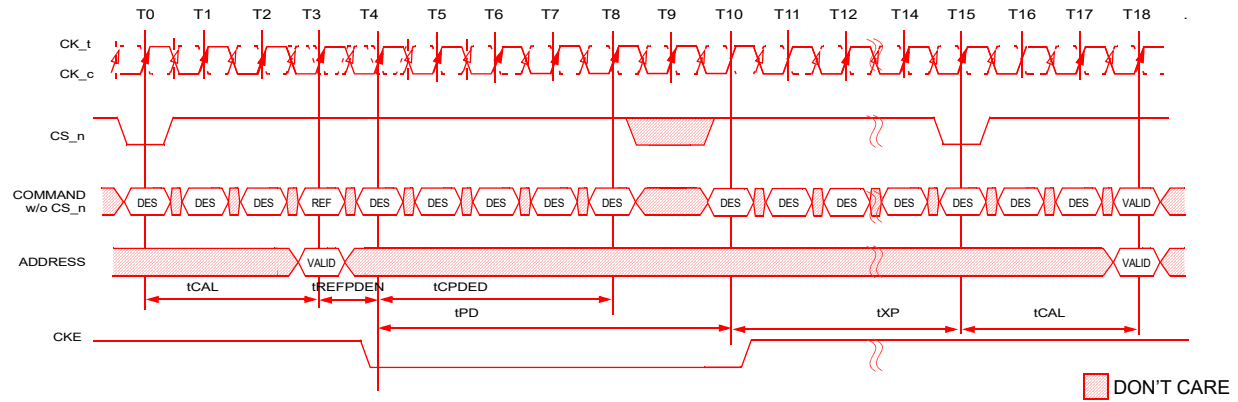 T0 T1 T2 T3 T4 T5 T6 T7 T8 T9 T10 T11 T12 T14 T15 T16 T17 T18 .
CK_t
CK_c
CS_n
COMMAND
w/o CS_n
DES DES DES REF DES DES DES DES DES DES DES DES DES DES DES DES VALID
ADDRESS
VALID VALID
tCAL tREFPDEN tCPDED
tPD tXP tCAL
CKE
DON'T CARE